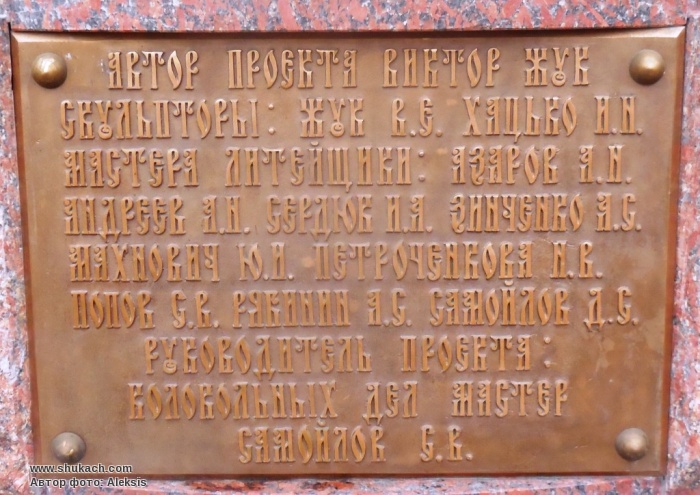 АВТОР ПРОЄКТА ВИКТОР ЖУК
СКУЛЬПТОРЫ: ЖУК В.Є. ХАЦЬКО И.И.
МАСТЕРА ЛИТЕЙЩИКИ: АЗАРОВ А.И.
АНДРЕЕВ А.Н. СЕРДЮК И.А. ЗИНЧЕНКО А.С.
МАХНОВИЧ Ю.И. ПЕТРОЧЕНКОВА И.В.
ПОПОВ С.В. РЯБИНИН А.С. САМОЙЛОВ Д.С.
РУКОВОДИТЕЛЬ ПРОЕКТА:
КОЛОКОЛЬНЫХ ДЕЛ МАСТЕР
САМОЙЛОВ С.В.
www.shukach.com
Автор фото: Aleksis